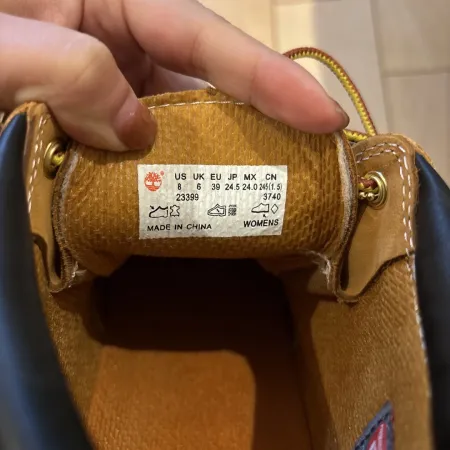 US UK EU JP MX CN
8 6 39 24.5 24.0 245(1.5)
23399 3740
MADE IN CHINA WOMENS